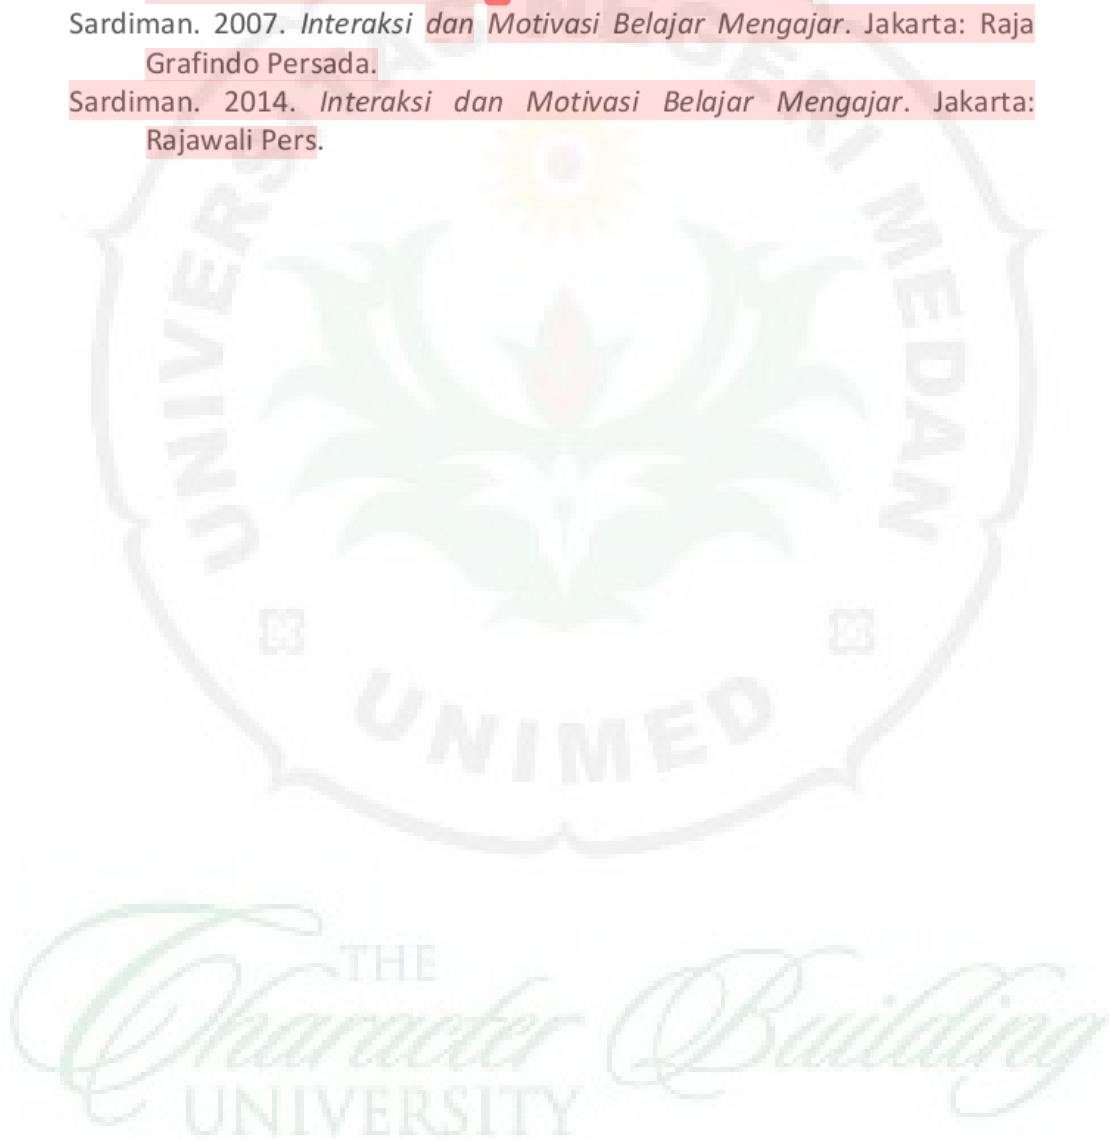 Sardiman. 2007. Interaksi dan Motivasi Belajar Mengajar. Jakarta: Raja
Grafindo Persada.
Sardiman. 2014. Interaksi dan Motivasi Belajar Mengajar. Jakarta:
Rajawali Pers.
UNIVERSITAS NEGERI MEDAN
UNIMED
THE
Character Building
UNIVERSITY